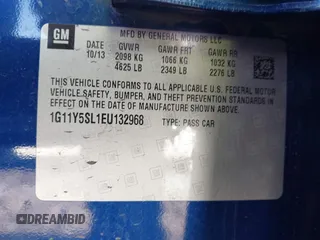 GM
MFD BY GENERAL MOTORS LLC
DATE GVWR GAWR FRT GAWR RR
10/13 2098 KG 1066 KG 1032 KG
4625 LB 2349 LB 2276 LB
THIS VEHICLE CONFORMS TO ALL APPLICABLE U.S. FEDERAL MOTOR
VEHICLE SAFETY, BUMPER, AND THEFT PREVENTION STANDARDS
IN EFFECT ON THE DATE OF MANUFACTURE SHOWN ABOVE.
1G11Y5SL1EU132968 TYPE: PASS CAR
DREAMBID